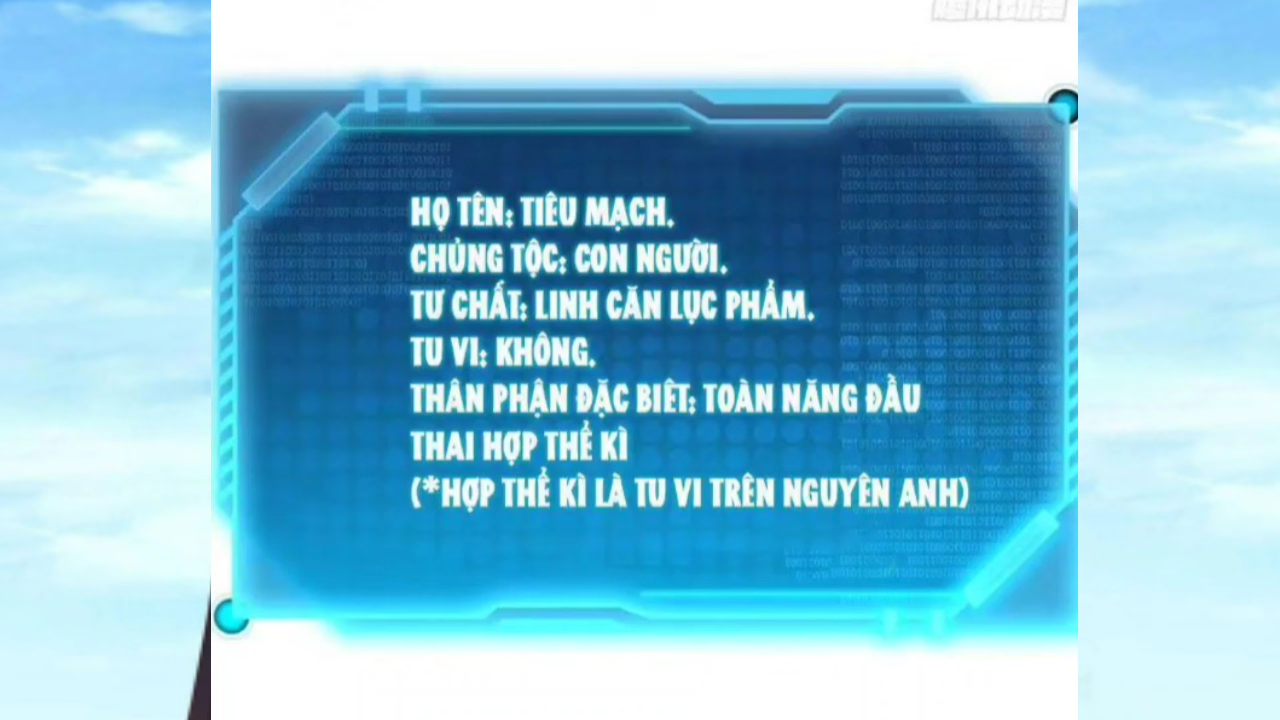 HỌ TÊN: TIÊU MẠCH.
CHỦNG TỘC: CON NGƯỜI.
TƯ CHẤT: LINH CĂN LỤC PHẨM.
TU VI: KHÔNG.
THÂN PHẬN ĐẶC BIỆT: TOÀN NĂNG ĐẦU
THAI HỢP THỂ KÌ
(*HỢP THỂ KÌ LÀ TU VI TRÊN NGUYÊN ANH)